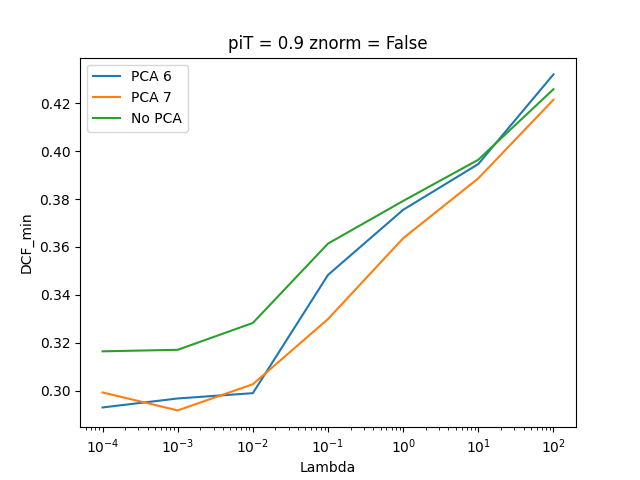 piT = 0.9 znorm = False
PCA 6
PCA 7
No PCA
DCF_min
0.42
0.40
0.38
0.36
0.34
0.32
0.30
10⁻⁴ 10⁻³ 10⁻² 10⁻¹ 10⁰ 10¹ 10²
Lambda